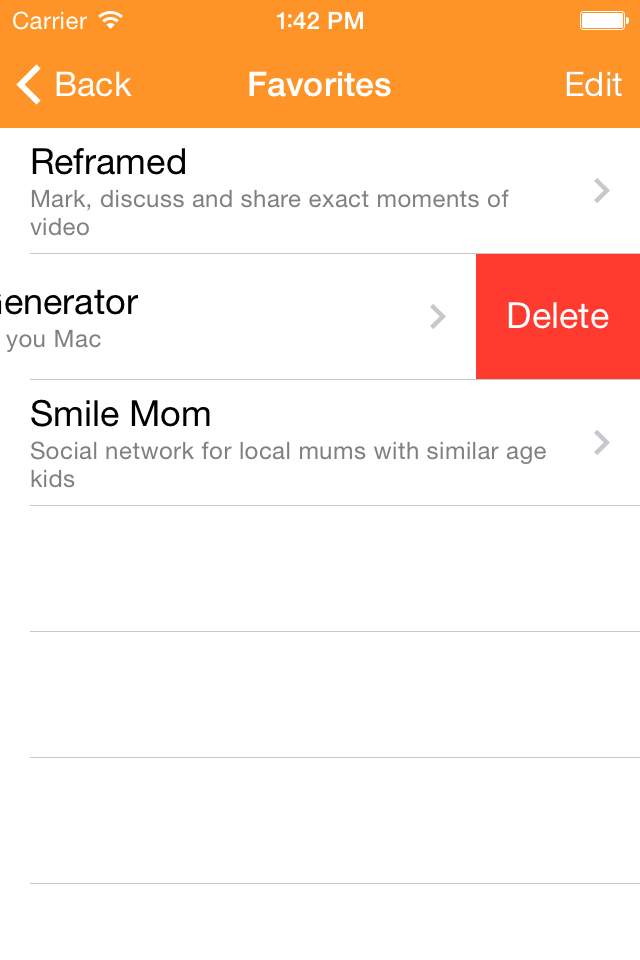 Carrier 1:42 PM
Back Favorites Edit
Reframed
Mark, discuss and share exact moments of
video
enerator
you Mac
Delete
Smile Mom
Social network for local mums with similar age
kids